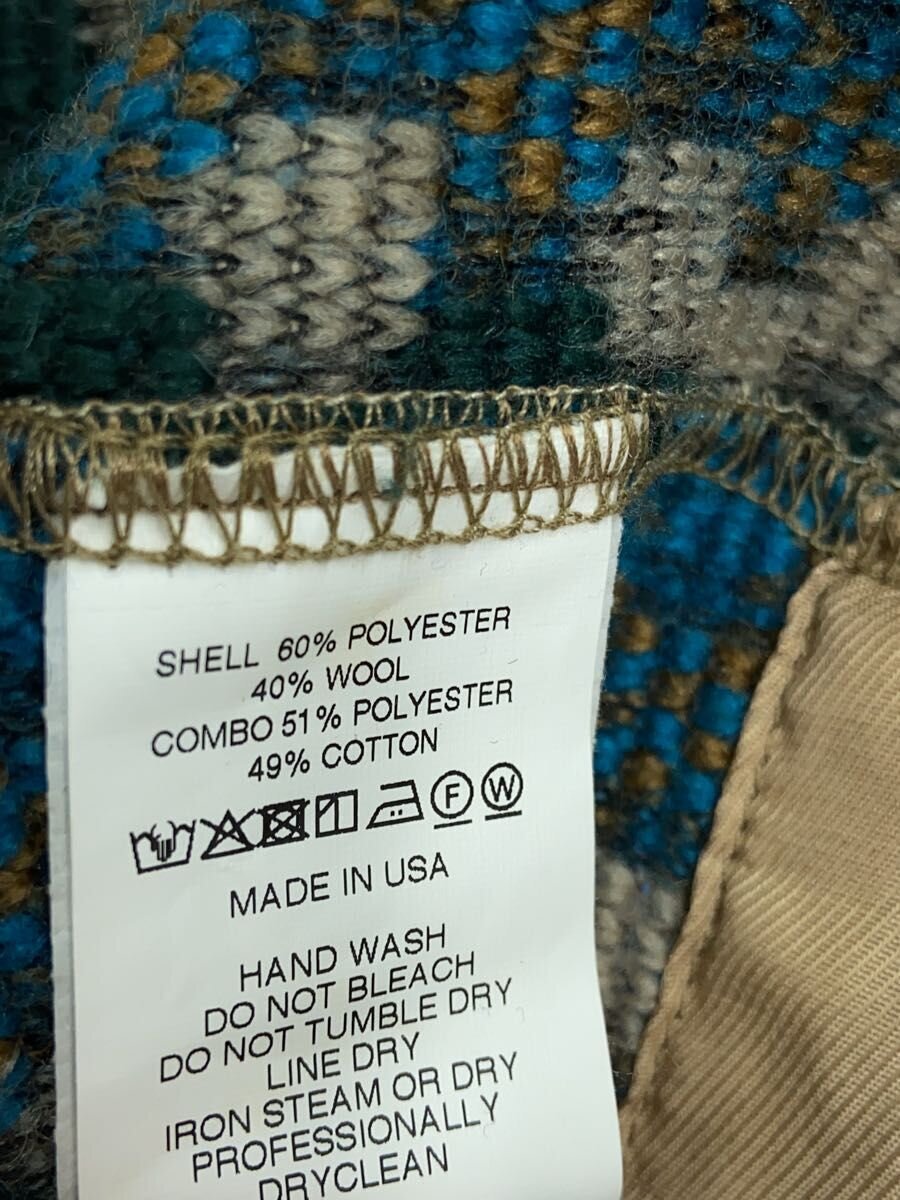 SHELL 60% POLYESTER
40% WOOL
COMBO 51% POLYESTER
49% COTTON
F W
MADE IN USA
HAND WASH
DO NOT BLEACH
DO NOT TUMBLE DRY
LINE DRY
IRON STEAM OR DRY
PROFESSIONALLY
DRYCLEAN